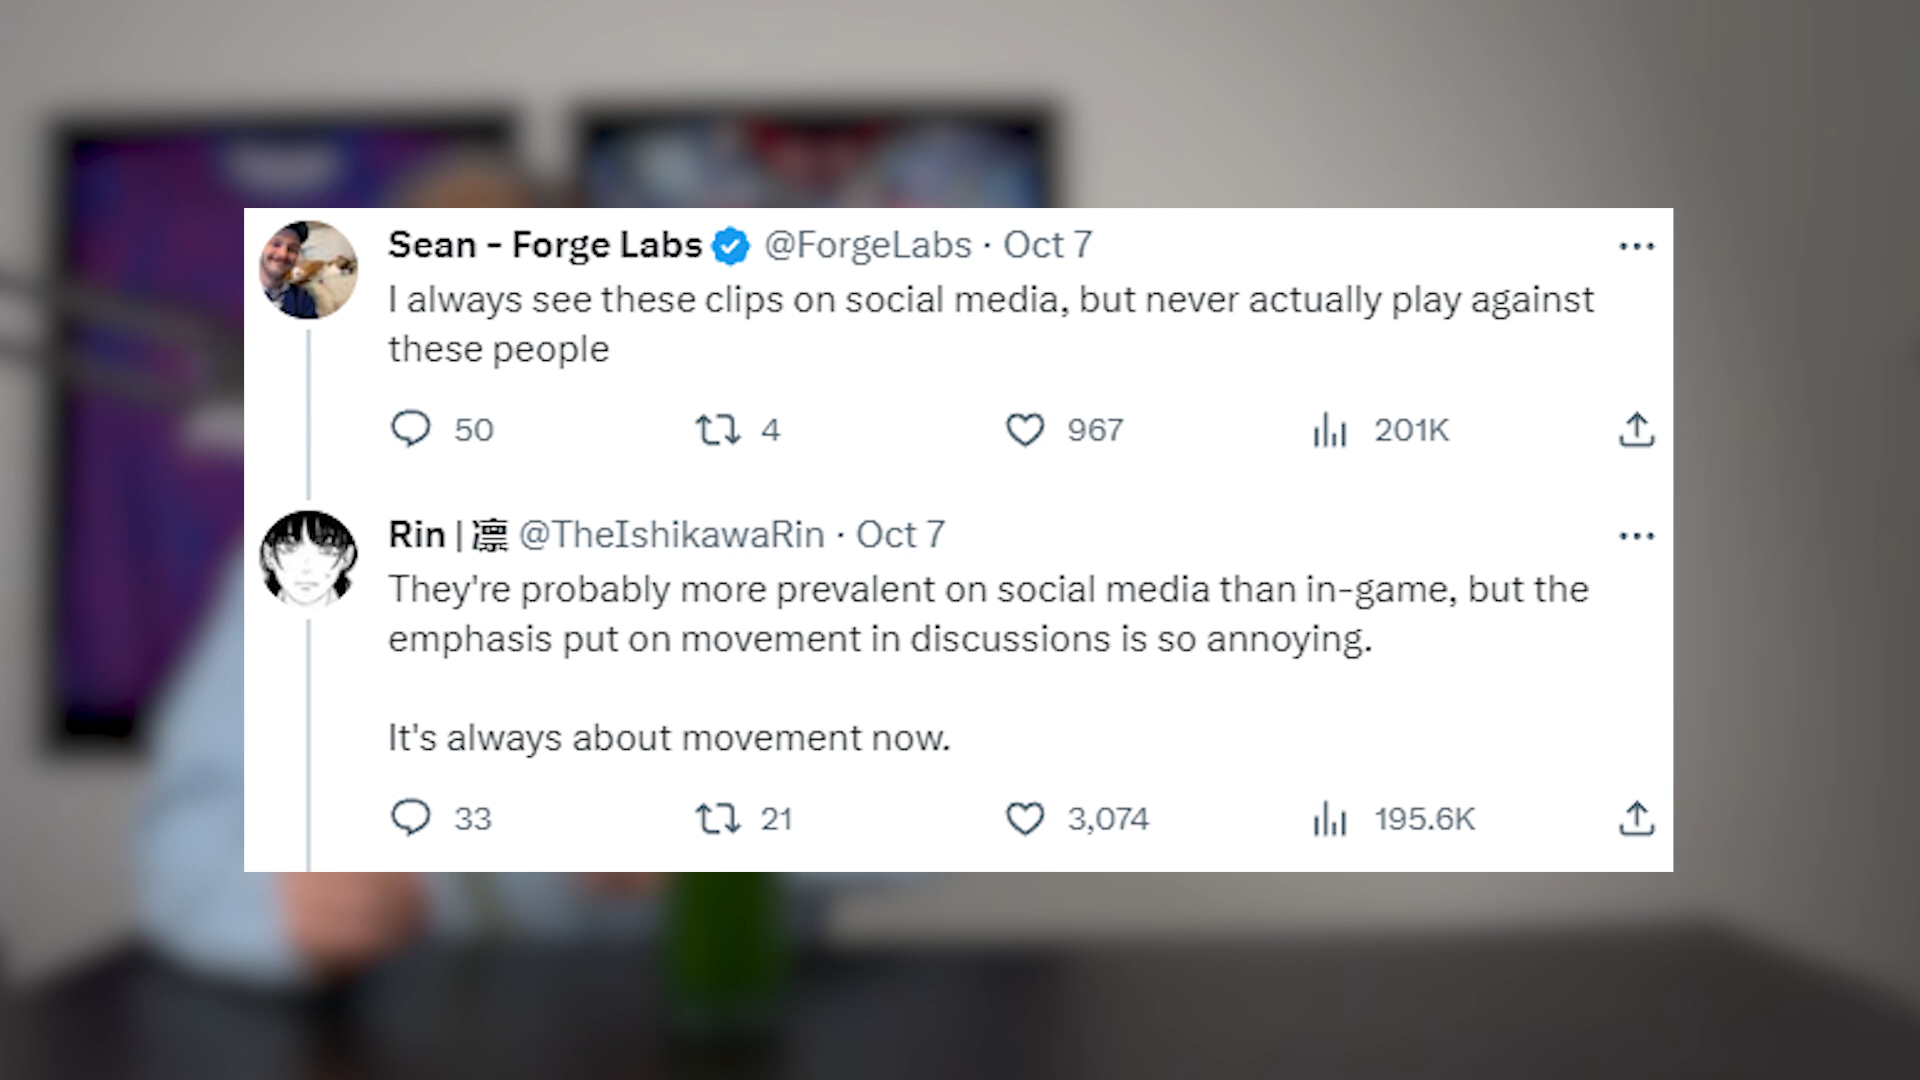 Sean - Forge Labs @ForgeLabs · Oct 7
I always see these clips on social media, but never actually play against
these people
50 4 967 201K
Rin | 凛 @TheIshikawaRin · Oct 7
They're probably more prevalent on social media than in-game, but the
emphasis put on movement in discussions is so annoying.
It's always about movement now.
33 21 3,074 195.6K